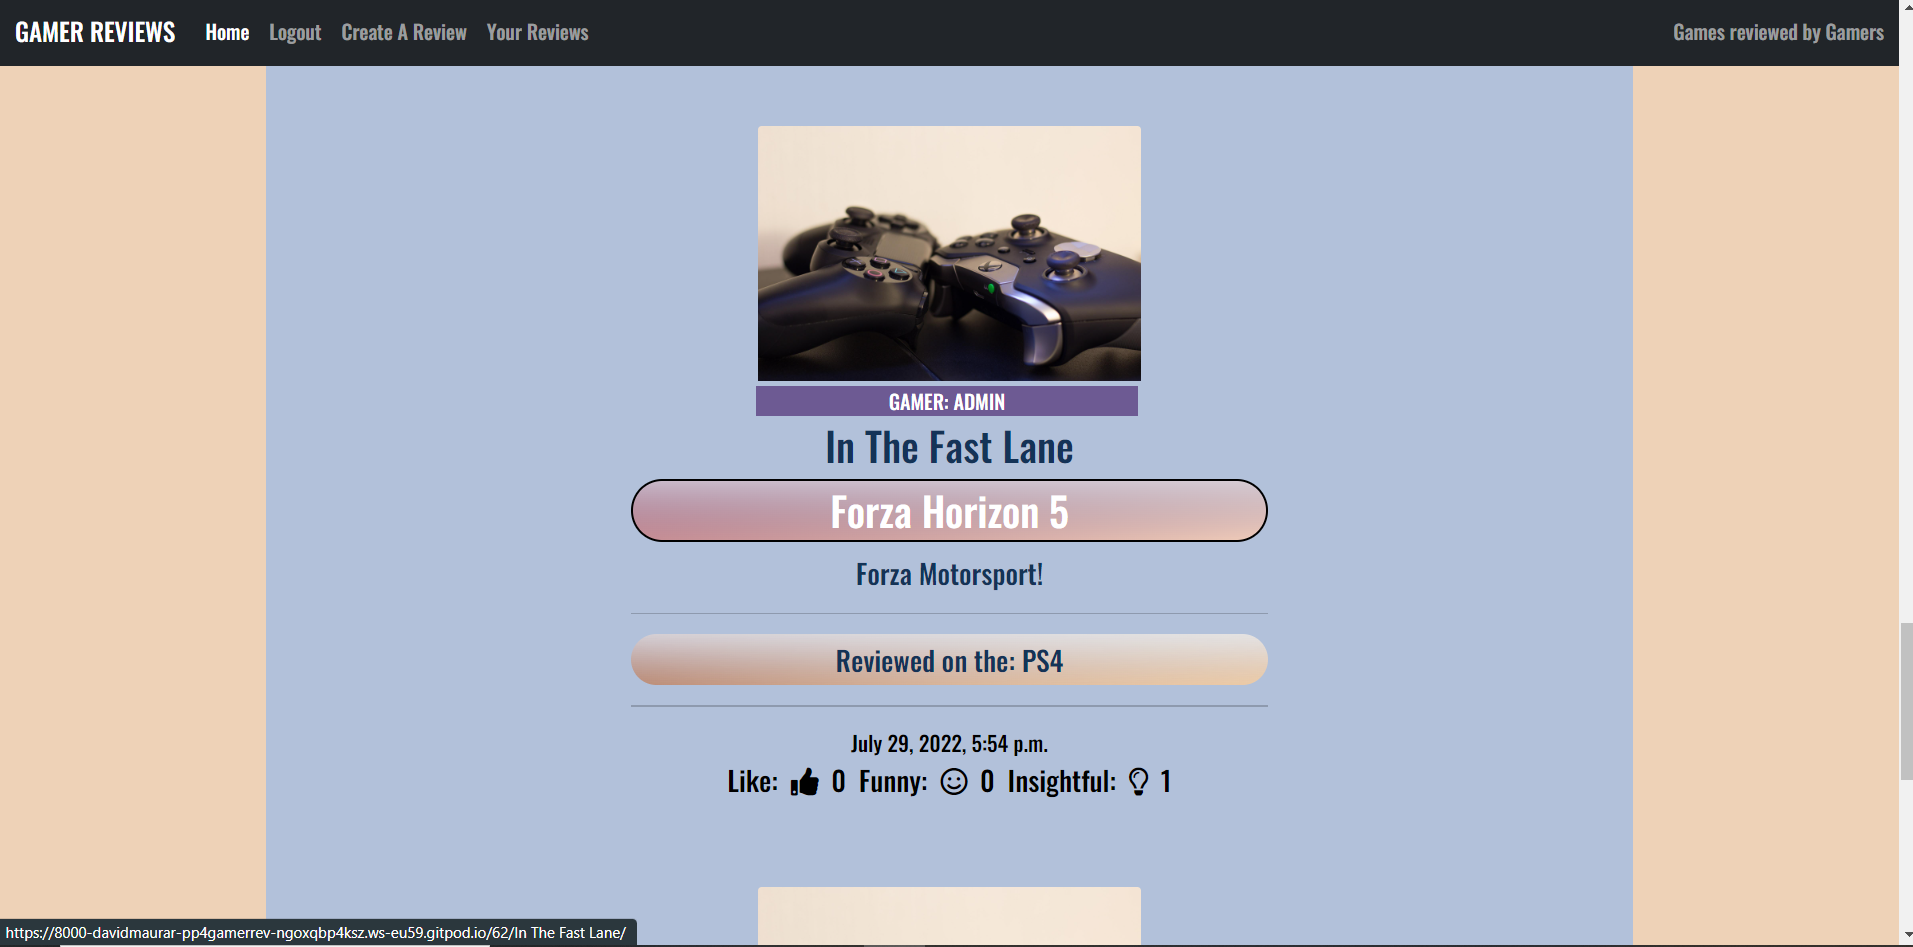 GAMER REVIEWS Home Logout Create A Review Your Reviews Games reviewed by Gamers
GAMER: ADMIN
In The Fast Lane
Forza Horizon 5
Forza Motorsport!
Reviewed on the: PS4
July 29, 2022, 5:54 p.m.
Like: 0 Funny: 0 Insightful: 1
https://8000-davidmaurar-pp4gamerrev-ngoxqbp4ksz.ws-eu59.gitpod.io/62/In The Fast Lane/